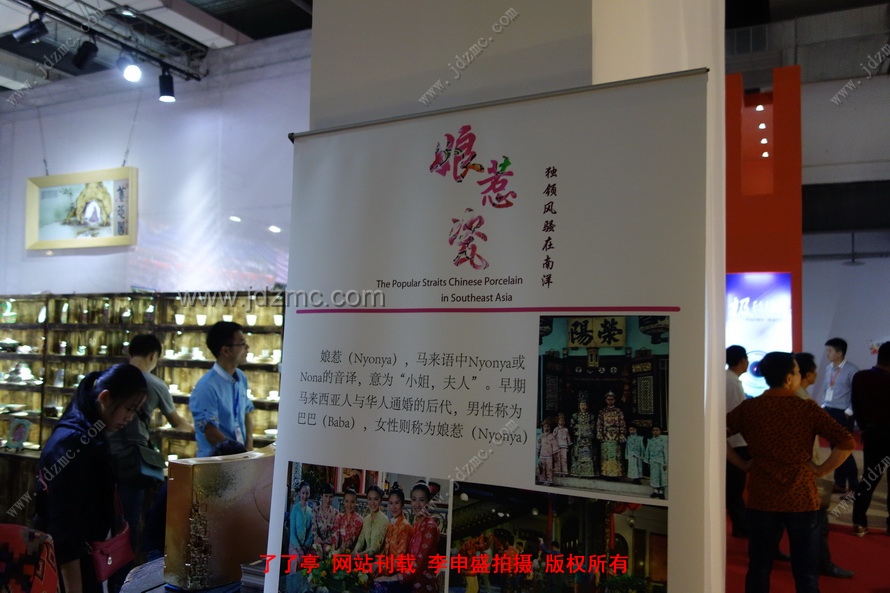 娘惹瓷
独领风骚在南洋
The Popular Straits Chinese Porcelain
in Southeast Asia
www.jdzmc.com
娘惹（Nyonya），马来语中Nyonya或
Nona的音译，意为“小姐，夫人”。早期
马来西亚人与华人通婚的后代，男性称为
巴巴（Baba），女性则称为娘惹（Nyonya）
陽榮
了了亭 网站刊载 李申盛拍摄 版权所有